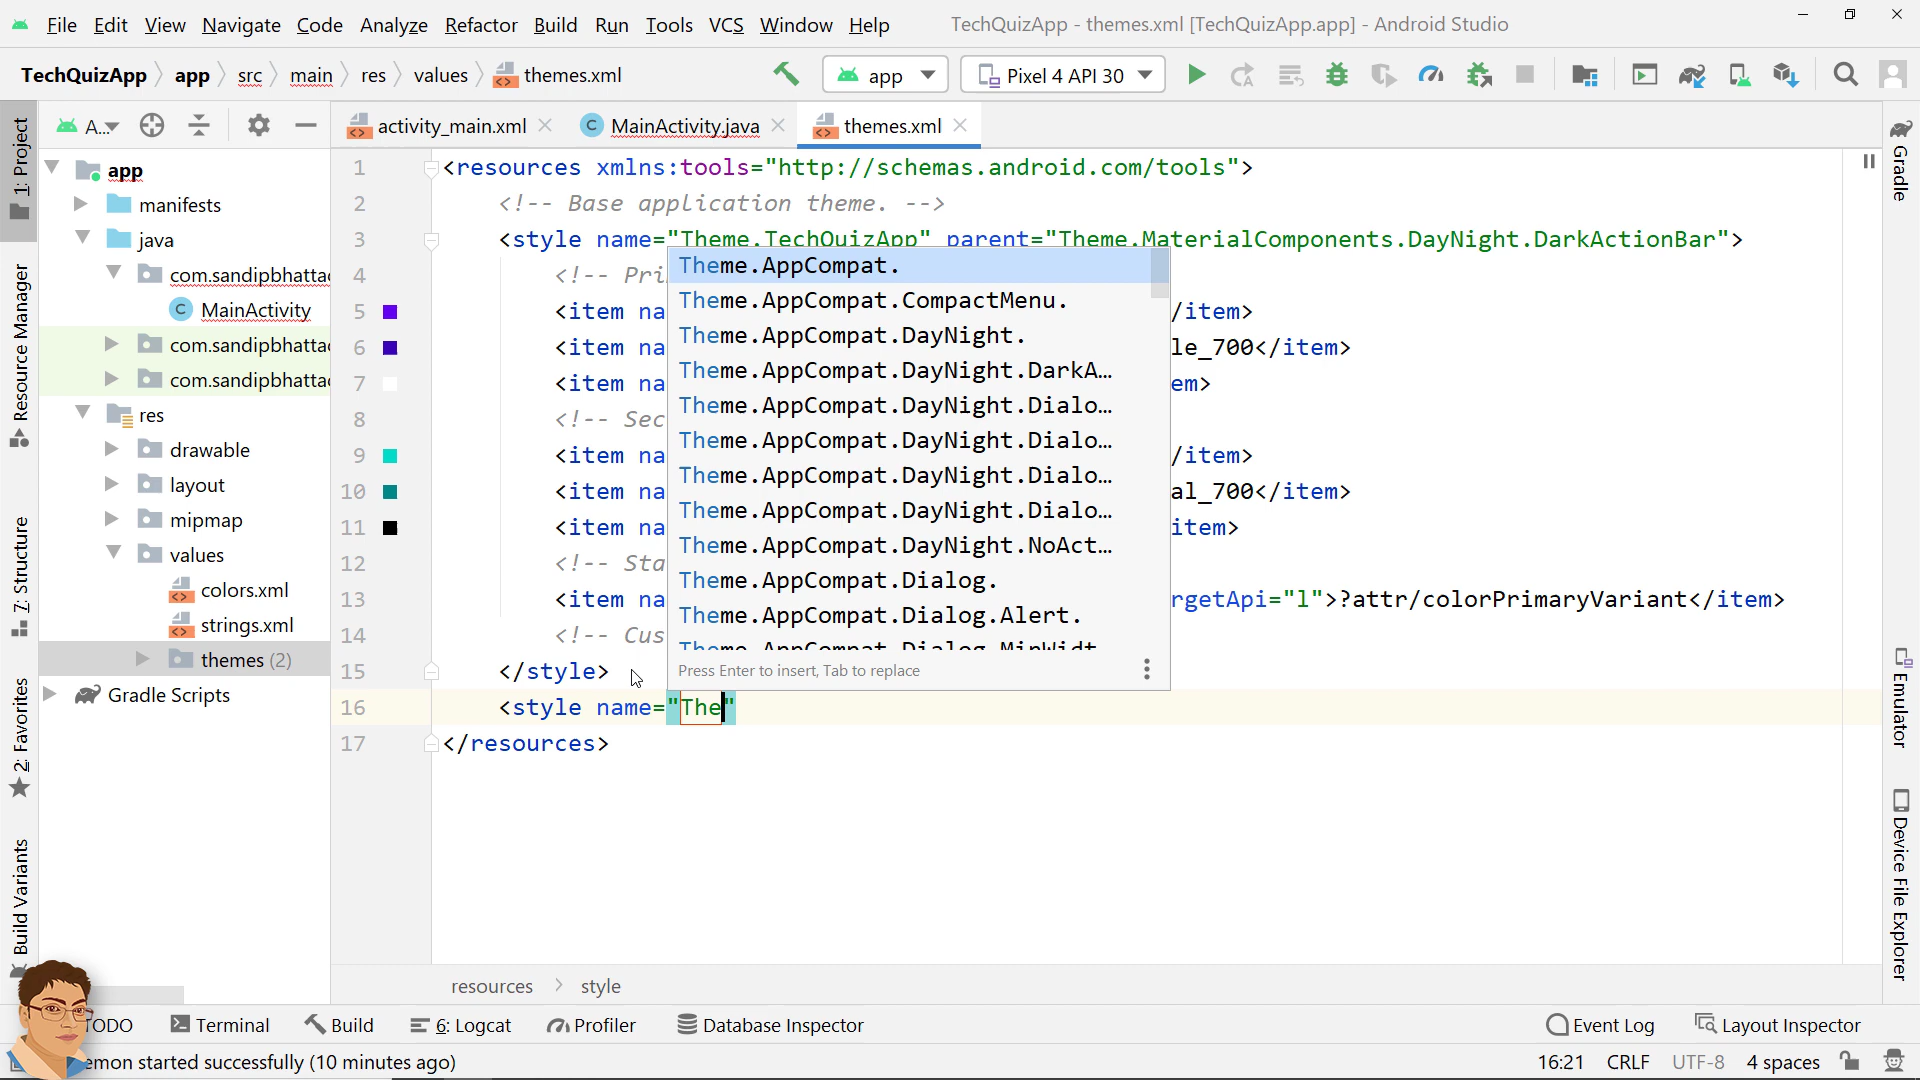 File Edit View Navigate Code Analyze Refactor Build Run Tools VCS Window Help TechQuizApp - themes.xml [TechQuizApp.app] - Android Studio
TechQuizApp app src main res values themes.xml app Pixel 4 API 30
A... activity_main.xml MainActivity.java themes.xml
1: Project
Resource Manager
7: Structure
2: Favorites
Build Variants
app
manifests
java
com.sandipbhattac
MainActivity
com.sandipbhattac
com.sandipbhattac
res
drawable
layout
mipmap
values
colors.xml
strings.xml
themes (2)
Gradle Scripts
1 <resources xmlns:tools="http://schemas.android.com/tools">
2 <!-- Base application theme. -->
3 <style name="Theme.TechQuizApp" parent="Theme.MaterialComponents.DayNight.DarkActionBar">
4 <!-- Pri
5 <item na /item>
6 <item na le_700</item>
7 <item na em>
8 <!-- Sec
9 <item na /item>
10 <item na al_700</item>
11 <item na item>
12 <!-- Sta
13 <item na rgetApi="l">?attr/colorPrimaryVariant</item>
14 <!-- Cus
15 </style>
16 <style name="The"
17 </resources>
Theme.AppCompat.
Theme.AppCompat.CompactMenu.
Theme.AppCompat.DayNight.
Theme.AppCompat.DayNight.DarkA...
Theme.AppCompat.DayNight.Dialo...
Theme.AppCompat.DayNight.Dialo...
Theme.AppCompat.DayNight.Dialo...
Theme.AppCompat.DayNight.Dialo...
Theme.AppCompat.DayNight.NoAct...
Theme.AppCompat.Dialog.
Theme.AppCompat.Dialog.Alert.
Theme.AppCompat.Dialog.MinWidt
Press Enter to insert, Tab to replace
Gradle
Emulator
Device File Explorer
resources style
TODO Terminal Build 6: Logcat Profiler Database Inspector Event Log Layout Inspector
emon started successfully (10 minutes ago) 16:21 CRLF UTF-8 4 spaces